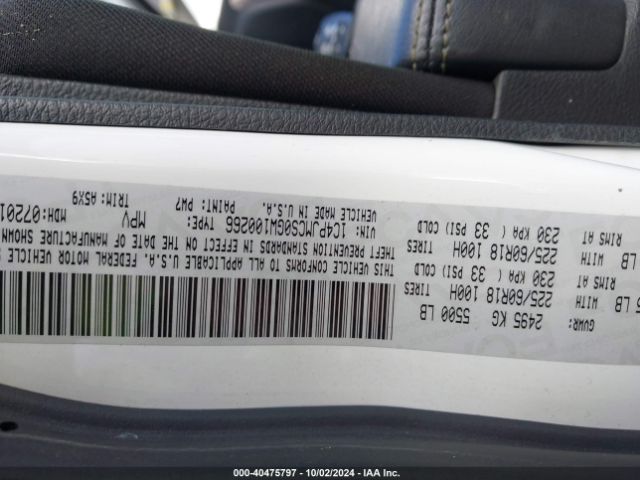 GVWR: 2495 KG 5500 LB
5 LB WITH 225/60R18 100H TIRES
RIMS AT 230 KPA ( 33 PSI) COLD
LB WITH 225/60R18 100H TIRES
RIMS AT 230 KPA ( 33 PSI) COLD
THIS VEHICLE CONFORMS TO ALL APPLICABLE U.S.A. FEDERAL MOTOR VEHICLE
THEFT PREVENTION STANDARDS IN EFFECT ON THE DATE OF MANUFACTURE SHOWN
VIN: 1C4PJMCS0GW100266 TYPE: MPV MDH:07201
VEHICLE MADE IN U.S.A. PAINT: PW7 TRIM: A5X9
000-40475797 - 10/02/2024 - IAA Inc.